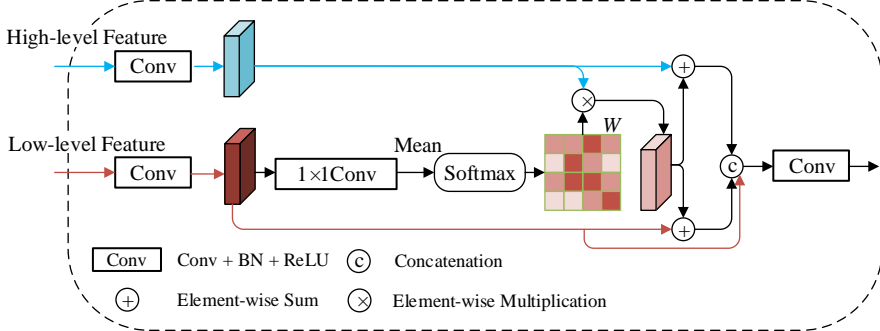 High-level Feature
Conv
Low-level Feature
Conv
1×1Conv
Mean
Softmax
W
×
+
+
c
Conv
Conv
Conv + BN + ReLU
c
Concatenation
+
Element-wise Sum
×
Element-wise Multiplication